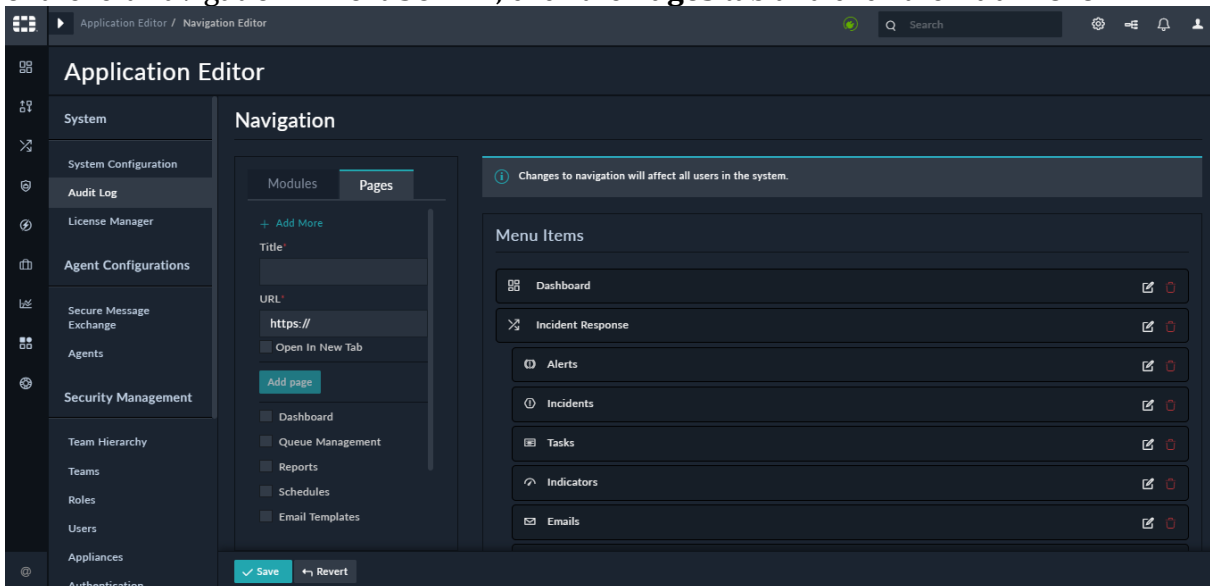 Application Editor / Navigation Editor
Search
Application Editor
System
System Configuration
Audit Log
License Manager
Agent Configurations
Secure Message
Exchange
Agents
Security Management
Team Hierarchy
Teams
Roles
Users
Appliances
Authentication
Navigation
Modules
Pages
+ Add More
Title*
URL*
https://
Open In New Tab
Add page
Dashboard
Queue Management
Reports
Schedules
Email Templates
Changes to navigation will affect all users in the system.
Menu Items
Dashboard
Incident Response
Alerts
Incidents
Tasks
Indicators
Emails
Save
Revert
@